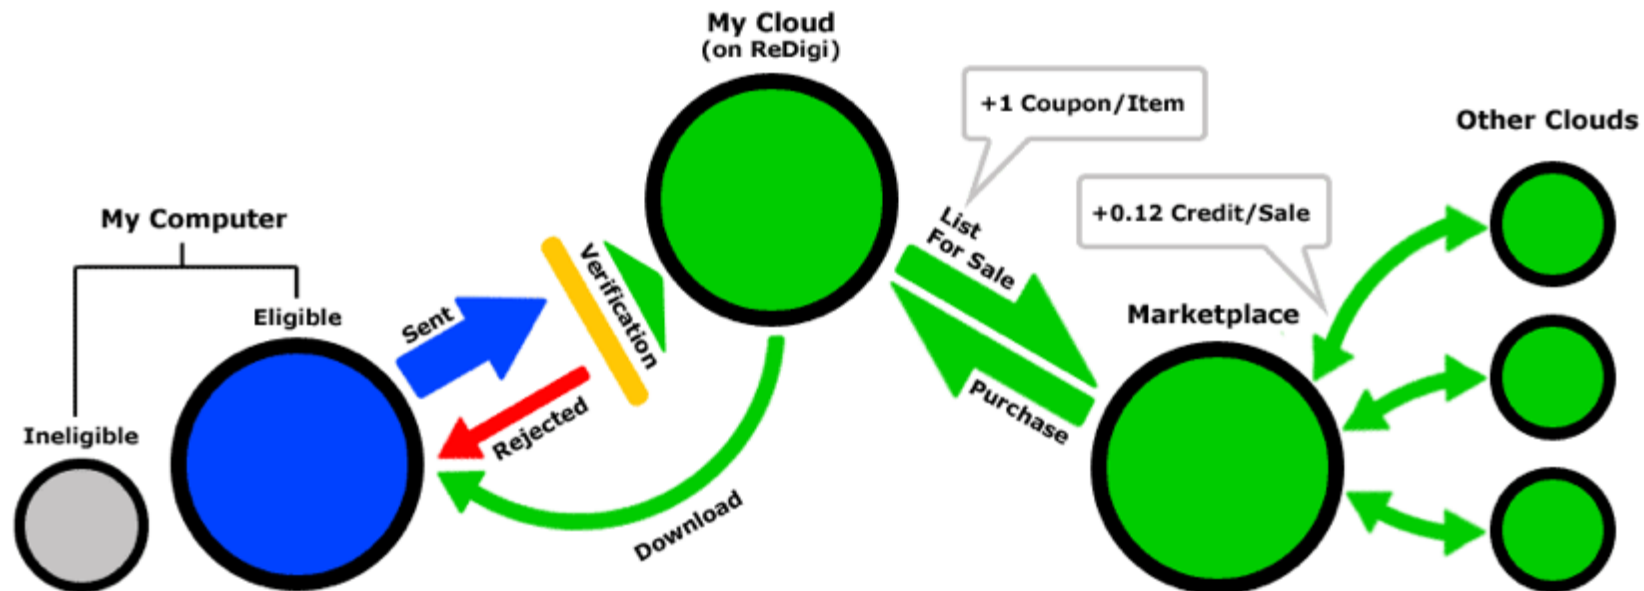 My Cloud
(on ReDigi)
+1 Coupon/Item
Other Clouds
+0.12 Credit/Sale
My Computer
List
For Sale
Verification
Eligible
Sent
Marketplace
Purchase
Rejected
Ineligible
Download